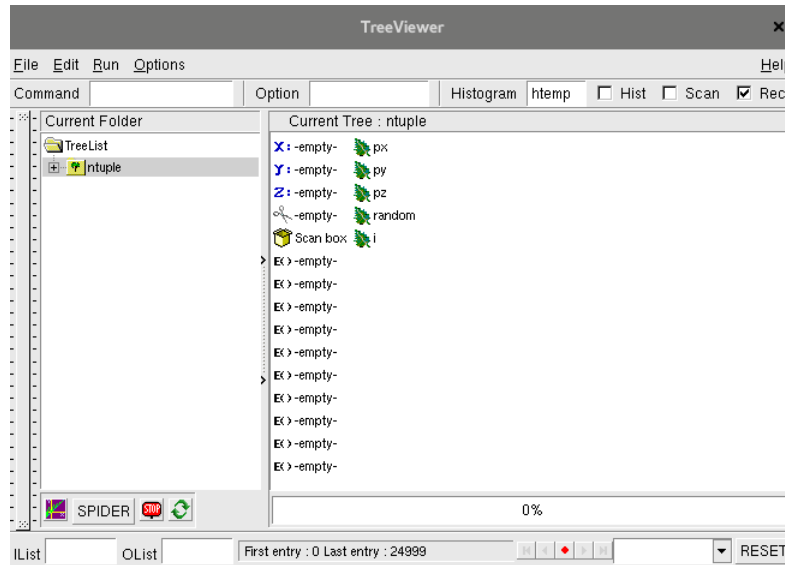 TreeViewer ×
File Edit Run Options Hel
Command Option Histogram htemp Hist Scan Rec
Current Folder
TreeList
ntuple
Current Tree : ntuple
X: -empty- px
Y: -empty- py
Z: -empty- pz
-empty- random
Scan box i
E() -empty-
E() -empty-
E() -empty-
E() -empty-
E() -empty-
E() -empty-
E() -empty-
E() -empty-
E() -empty-
E() -empty-
SPIDER STOP
0%
IList OList First entry : 0 Last entry : 24999 RESET